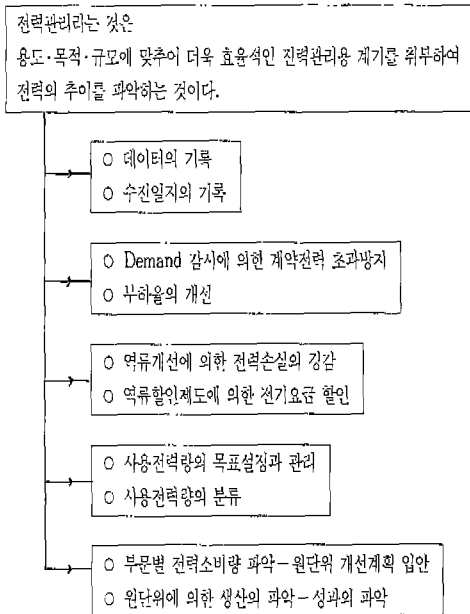 전력관리라는 것은
용도·목적·규모에 맞추어 더욱 효율적인 전력관리용 계기를 취부하여
전력의 추이를 파악하는 것이다.
○ 데이터의 기록
○ 수전일지의 기록
○ Demand 감시에 의한 계약전력 초과방지
○ 부하율의 개선
○ 역류개선에 의한 전력손실의 경감
○ 역류할인제도에 의한 전기요금 할인
○ 사용전력량의 목표설정과 관리
○ 사용전력량의 분류
○ 부문별 전력소비량 파악-원단위 개선계획 입안
○ 원단위에 의한 생산의 파악-성과의 파악